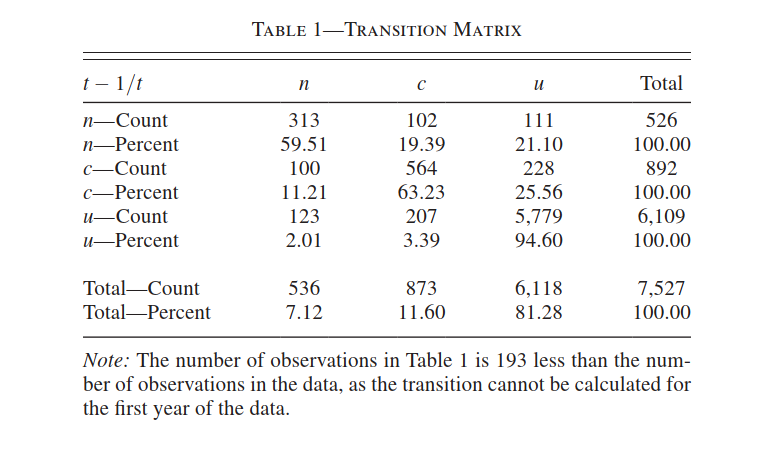 TABLE 1—TRANSITION MATRIX
t − 1/t n c u Total
n—Count 313 102 111 526
n—Percent 59.51 19.39 21.10 100.00
c—Count 100 564 228 892
c—Percent 11.21 63.23 25.56 100.00
u—Count 123 207 5,779 6,109
u—Percent 2.01 3.39 94.60 100.00
Total—Count 536 873 6,118 7,527
Total—Percent 7.12 11.60 81.28 100.00
Note: The number of observations in Table 1 is 193 less than the num-
ber of observations in the data, as the transition cannot be calculated for
the first year of the data.